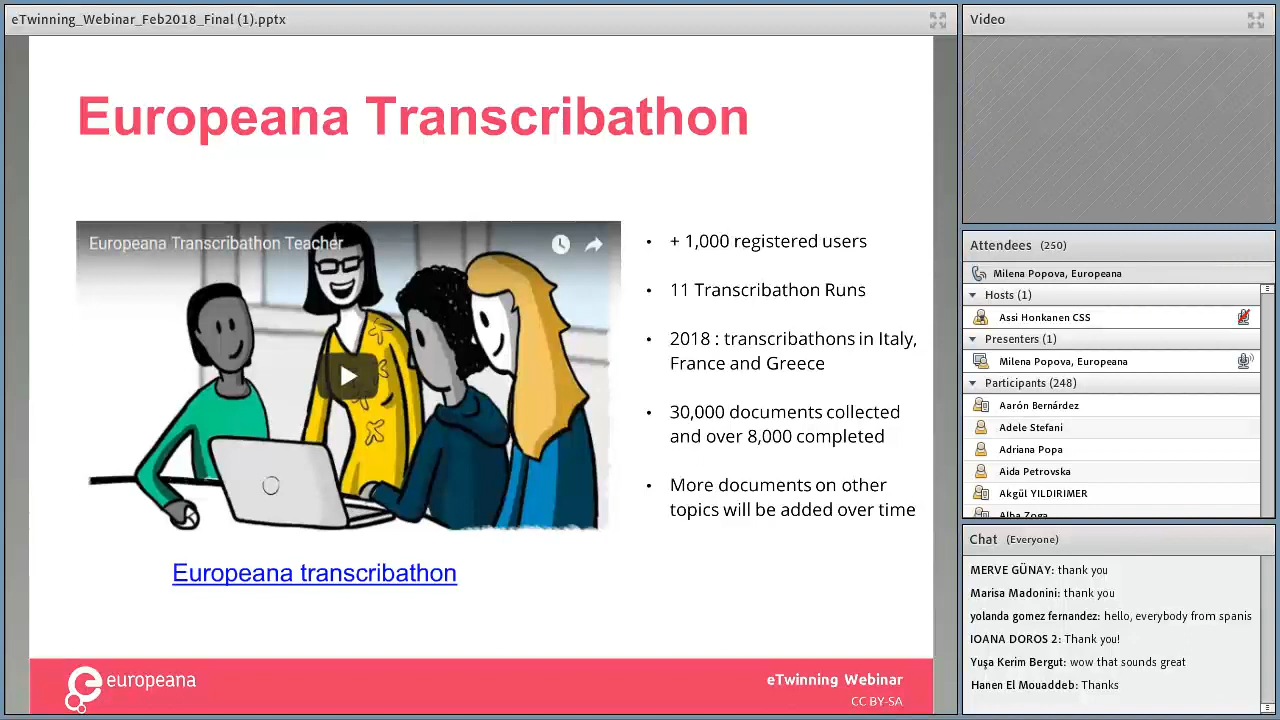 eTwinning_Webinar_Feb2018_Final (1).pptx
Europeana Transcribathon
Europeana Transcribathon Teacher
• + 1,000 registered users
• 11 Transcribathon Runs
• 2018 : transcribathons in Italy,
France and Greece
• 30,000 documents collected
and over 8,000 completed
• More documents on other
topics will be added over time
Europeana transcribathon
europeana
eTwinning Webinar
CC BY-SA
Video
Attendees (250)
Milena Popova, Europeana
Hosts (1)
Assi Honkanen CSS
Presenters (1)
Milena Popova, Europeana
Participants (248)
Aarón Bernárdez
Adele Stefani
Adriana Popa
Aida Petrovska
Akgül YILDIRIMER
Alba Zoga
Chat (Everyone)
MERVE GÜNAY: thank you
Marisa Madonini: thank you
yolanda gomez fernandez: hello, everybody from spanis
IOANA DOROS 2: Thank you!
Yuşa Kerim Bergut: wow that sounds great
Hanen El Mouaddeb: Thanks